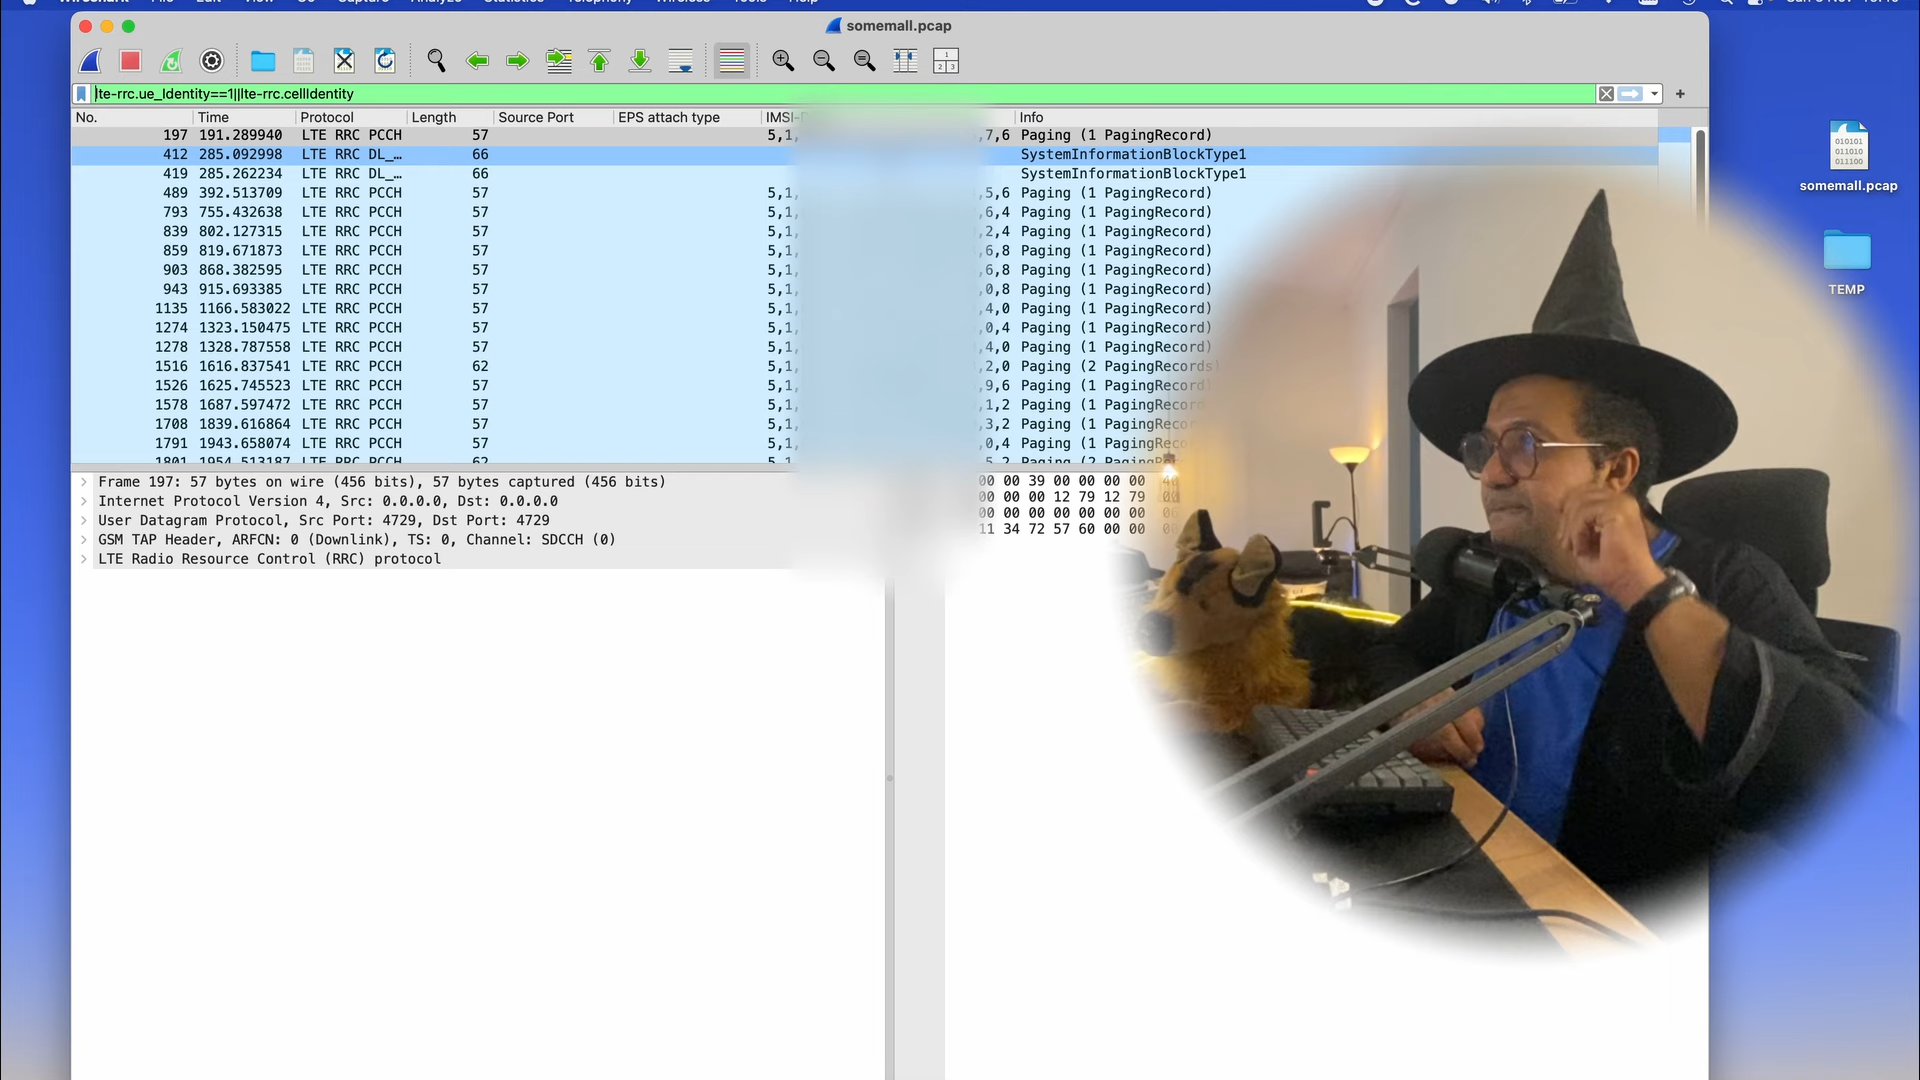 somemall.pcap
lte-rrc.ue_Identity==1||lte-rrc.cellIdentity
No. Time Protocol Length Source Port EPS attach type Info
197 191.289940 LTE RRC PCCH 57 5,1, ,7,6 Paging (1 PagingRecord)
412 285.092998 LTE RRC DL_… 66 SystemInformationBlockType1
419 285.262234 LTE RRC DL_… 66 SystemInformationBlockType1
489 392.513709 LTE RRC PCCH 57 5,1, ,5,6 Paging (1 PagingRecord)
793 755.432638 LTE RRC PCCH 57 5,1, ,6,4 Paging (1 PagingRecord)
839 802.127315 LTE RRC PCCH 57 5,1, ,2,4 Paging (1 PagingRecord)
859 819.671873 LTE RRC PCCH 57 5,1, ,6,8 Paging (1 PagingRecord)
903 868.382595 LTE RRC PCCH 57 5,1, ,6,8 Paging (1 PagingRecord)
943 915.693385 LTE RRC PCCH 57 5,1, ,0,8 Paging (1 PagingRecord)
1135 1166.583022 LTE RRC PCCH 57 5,1, ,4,0 Paging (1 PagingRecord)
1274 1323.150475 LTE RRC PCCH 57 5,1, ,0,4 Paging (1 PagingRecord)
1278 1328.787558 LTE RRC PCCH 57 5,1, ,4,0 Paging (1 PagingRecord)
1516 1616.837541 LTE RRC PCCH 62 5,1, ,2,0 Paging (2 PagingRecords)
1526 1625.745523 LTE RRC PCCH 57 5,1, ,9,6 Paging (1 PagingRecord)
1578 1687.597472 LTE RRC PCCH 57 5,1, ,1,2 Paging (1 PagingRecord
1708 1839.616864 LTE RRC PCCH 57 5,1, ,3,2 Paging (1 PagingRecor
1791 1943.658074 LTE RRC PCCH 57 5,1, ,0,4 Paging (1 PagingReco
1801 1954.513187 LTE RRC PCCH 62 5,1, 5,2 Paging (2 PagingRe
Frame 197: 57 bytes on wire (456 bits), 57 bytes captured (456 bits)
Internet Protocol Version 4, Src: 0.0.0.0, Dst: 0.0.0.0
User Datagram Protocol, Src Port: 4729, Dst Port: 4729
GSM TAP Header, ARFCN: 0 (Downlink), TS: 0, Channel: SDCCH (0)
LTE Radio Resource Control (RRC) protocol
00 00 39 00 00 00 00
00 00 00 12 79 12 79
00 00 00 00 00 00 00
11 34 72 57 60 00 00
somemall.pcap
TEMP